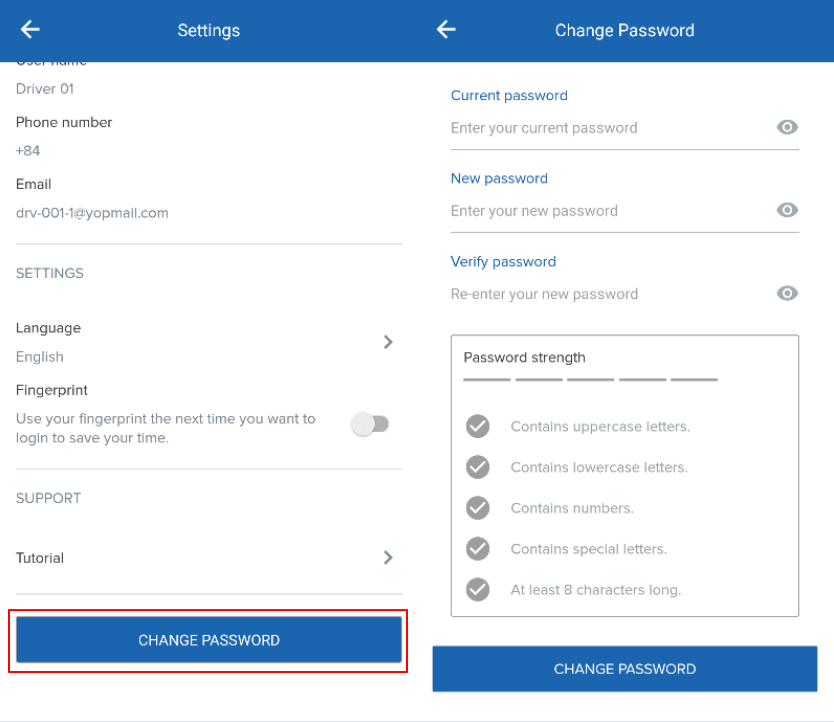 Settings
User name
Driver 01
Phone number
+84
Email
drv-001-1@yopmail.com
SETTINGS
Language
English
Fingerprint
Use your fingerprint the next time you want to
login to save your time.
SUPPORT
Tutorial
CHANGE PASSWORD
Change Password
Current password
Enter your current password
New password
Enter your new password
Verify password
Re-enter your new password
Password strength
Contains uppercase letters.
Contains lowercase letters.
Contains numbers.
Contains special letters.
At least 8 characters long.
CHANGE PASSWORD